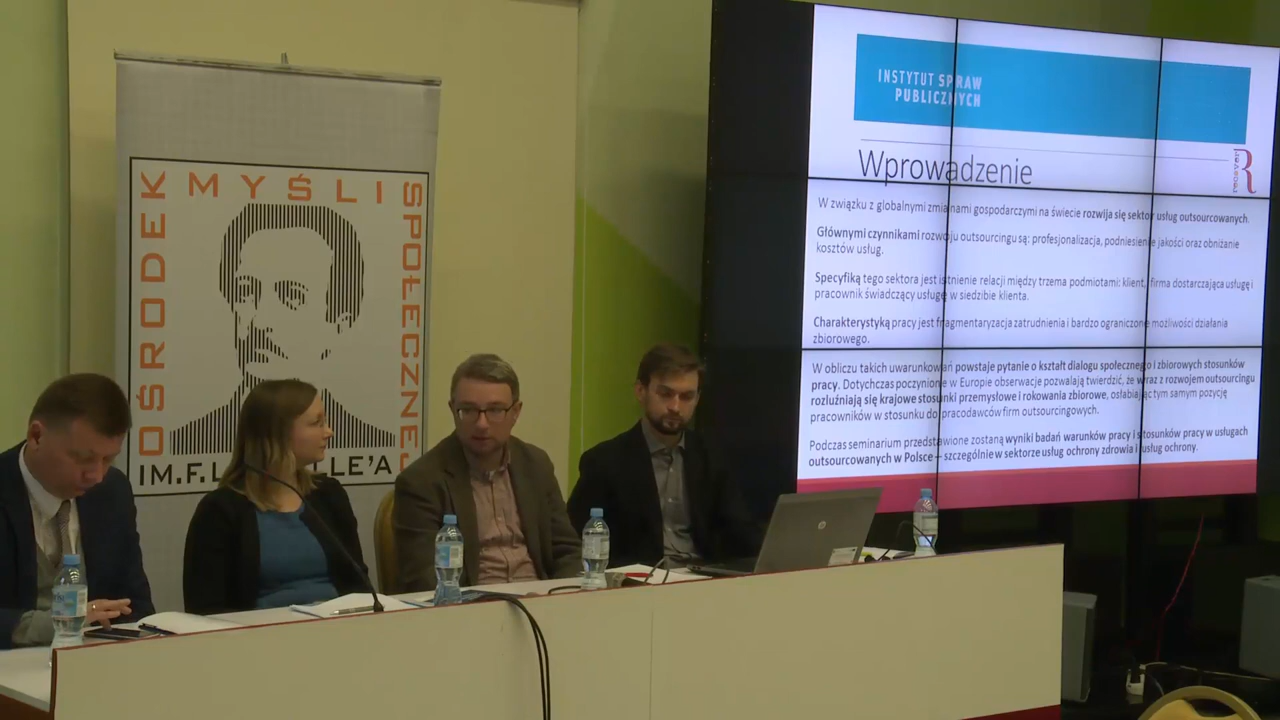 OŚRODEK
MYŚLI
SPOŁECZNEJ
IM.F.L LLE'A
INSTYTUT SPRAW
PUBLICZNYCH
Wprowadzenie
W związku z globalnymi zmianami gospodarczymi na świecie rozwija się sektor usług outsourcowanych.
Głównymi czynnikami rozwoju outsourcingu są: profesjonalizacja, podniesienie jakości oraz obniżanie
kosztów usług.
Specyfiką tego sektora jest istnienie relacji między trzema podmiotami: klient, firma dostarczająca usługę i
pracownik świadczący usługę w siedzibie klienta.
Charakterystyką pracy jest fragmentaryzacja zatrudnienia i bardzo ograniczone możliwości działania
zbiorowego.
W obliczu takich uwarunkowań powstaje pytanie o kształt dialogu społecznego i zbiorowych stosunków
pracy. Dotychczas poczynione w Europie obserwacje pozwalają twierdzić, że wraz z rozwojem outsourcingu
rozluźniają się krajowe stosunki przemysłowe i rokowania zbiorowe, osłabiając tym samym pozycję
pracowników w stosunku do pracodawców firm outsourcingowych.
Podczas seminarium przedstawione zostaną wyniki badań warunków pracy i stosunków pracy w usługach
outsourcowanych w Polsce – szczególnie w sektorze usług ochrony zdrowia i usług ochrony.
hp